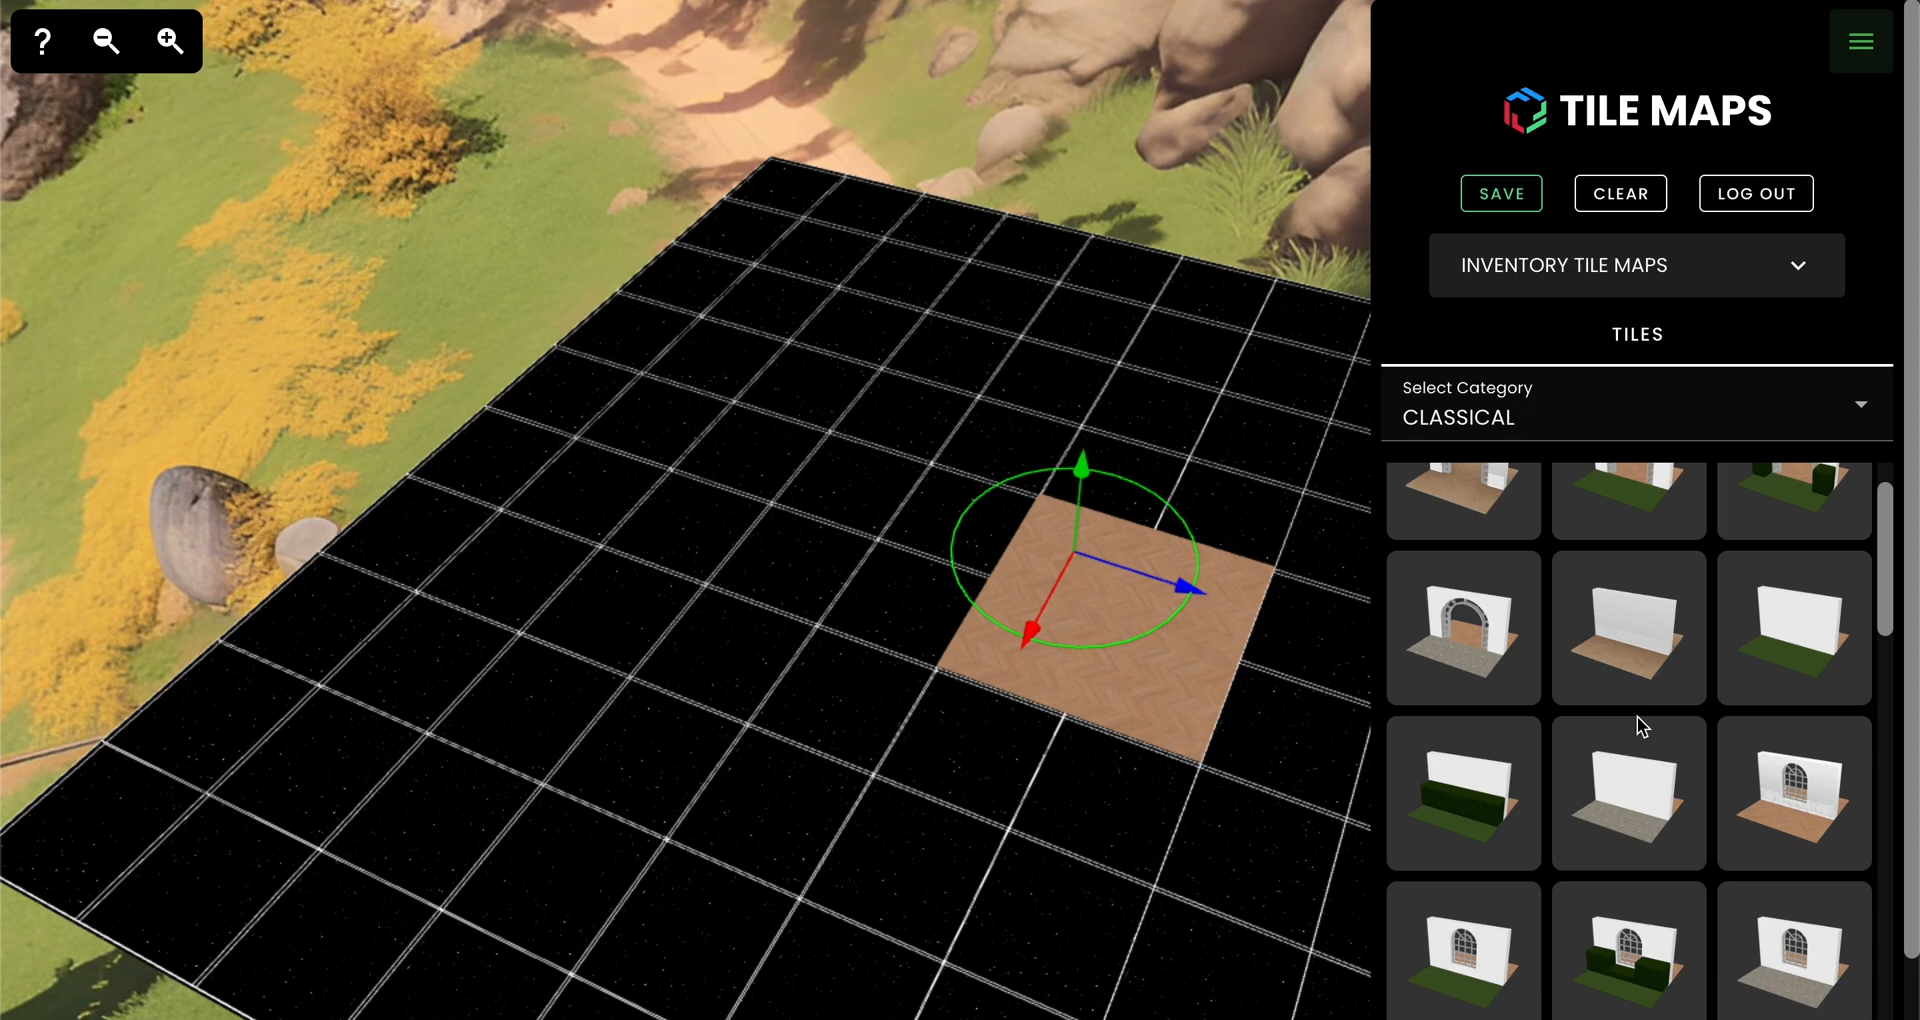 ?
TILE MAPS
SAVE
CLEAR
LOG OUT
INVENTORY TILE MAPS
TILES
Select Category
CLASSICAL